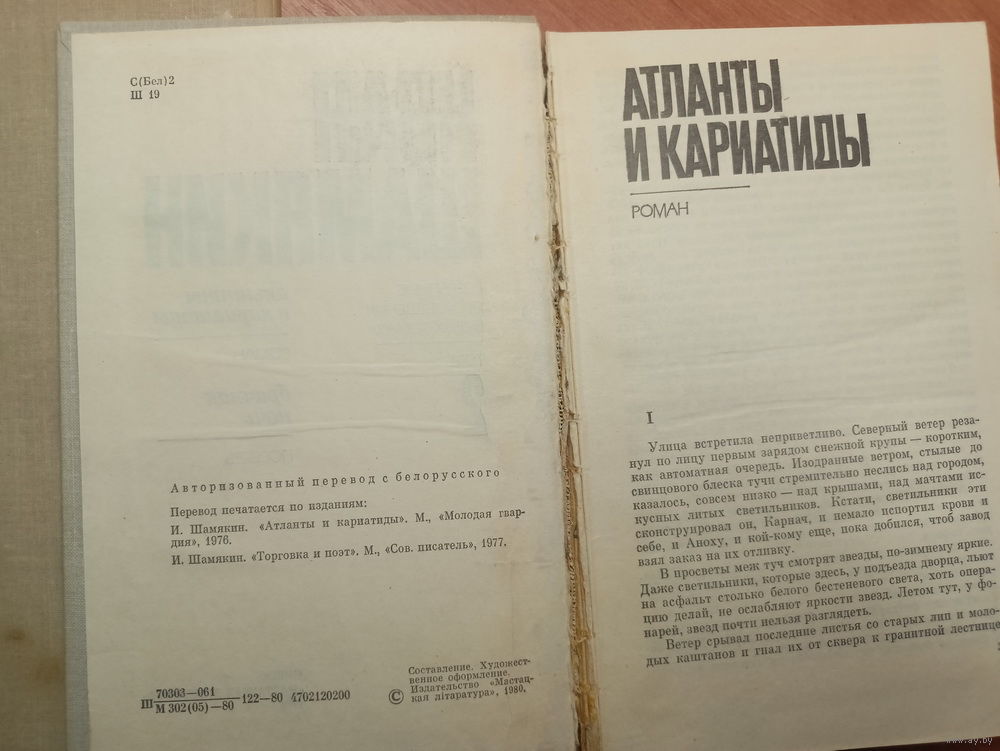 С(Бел)2
Ш 19
Авторизованный перевод с белорусского
Перевод печатается по изданиям:
И. Шамякин. «Атланты и кариатиды». М., «Молодая гвар-
дия», 1976.
И. Шамякин. «Торговка и поэт». М., «Сов. писатель», 1977.
Ш 70303—061
М 302(05)—80 —122—80 4702120200
© Составление. Художест-
венное оформление.
Издательство «Мастац-
кая літаратура», 1980.
АТЛАНТЫ
И КАРИАТИДЫ
РОМАН
I
Улица встретила неприветливо. Северный ветер реза-
нул по лицу первым зарядом снежной крупы — коротким,
как автоматная очередь. Изодранные ветром, стылые до
свинцового блеска тучи стремительно неслись над городом,
казалось, совсем низко — над крышами, над мачтами ис-
кусных литых светильников. Кстати, светильники эти
сконструировал он, Карнач, и немало испортил крови и
себе, и Аноху, и кой-кому еще, пока добился, чтоб завод
взял заказ на их отливку.
В просветы меж туч смотрят звезды, по-зимнему яркие.
Даже светильники, которые здесь, у подъезда дворца, льют
на асфальт столько белого бестеневого света, хоть опера-
цию делай, не ослабляют яркости звезд. Летом тут, у фо-
нарей, звезд почти нельзя разглядеть.
Ветер срывал последние листья со старых лип и моло-
дых каштанов и гнал их от сквера к гранитной лестнице
www.ay.by